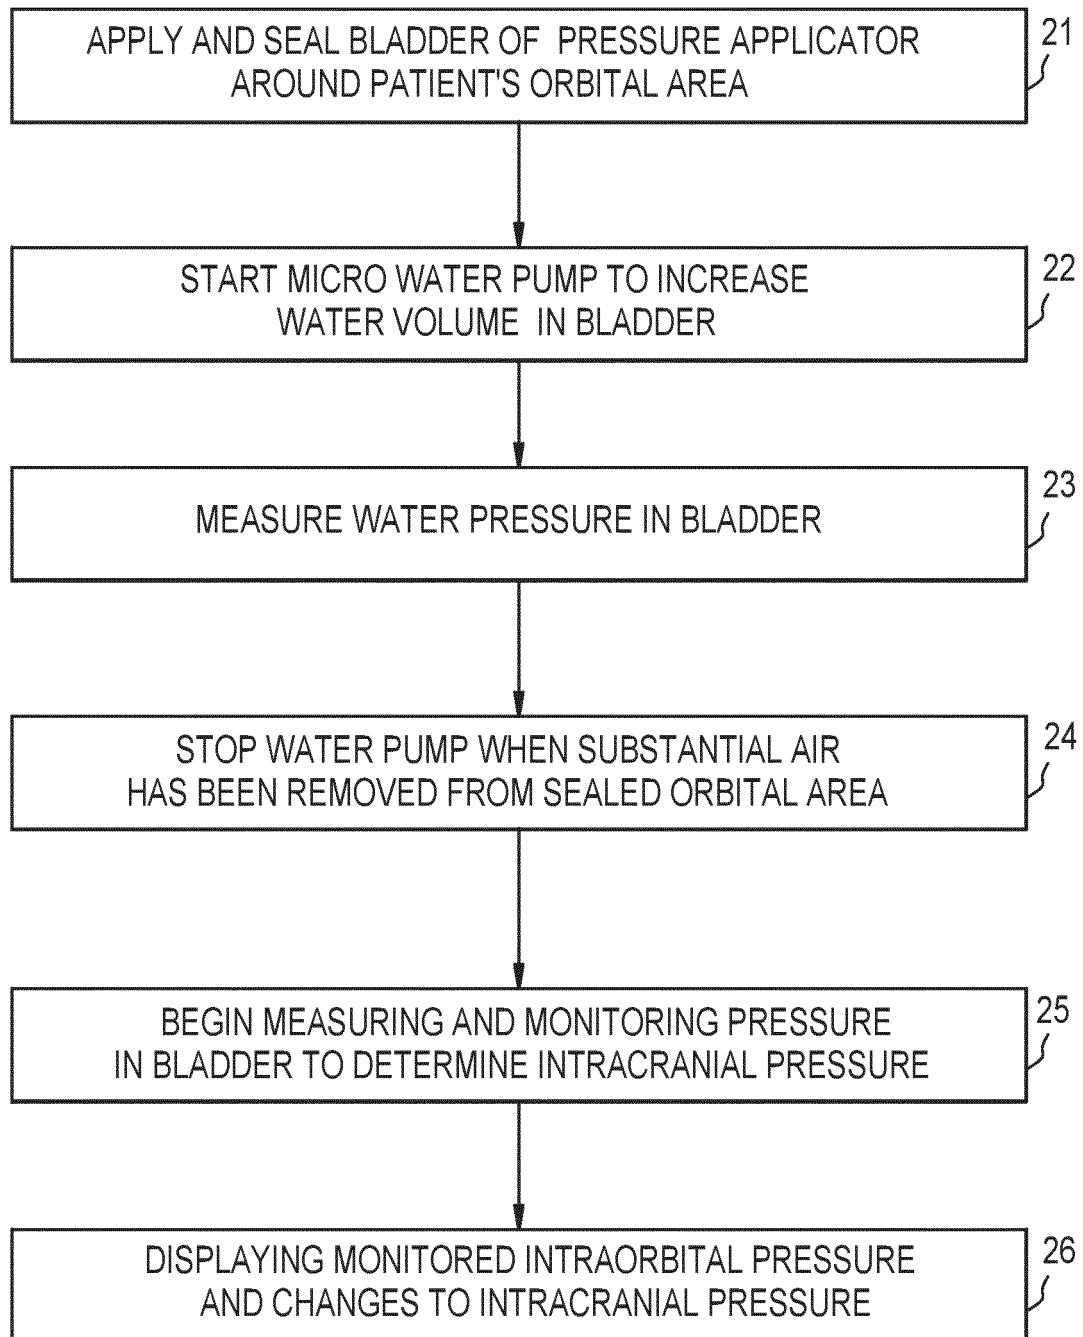 APPLY AND SEAL BLADDER OF PRESSURE APPLICATOR
AROUND PATIENT'S ORBITAL AREA
21
START MICRO WATER PUMP TO INCREASE
WATER VOLUME IN BLADDER
22
MEASURE WATER PRESSURE IN BLADDER
23
STOP WATER PUMP WHEN SUBSTANTIAL AIR
HAS BEEN REMOVED FROM SEALED ORBITAL AREA
24
BEGIN MEASURING AND MONITORING PRESSURE
IN BLADDER TO DETERMINE INTRACRANIAL PRESSURE
25
DISPLAYING MONITORED INTRAORBITAL PRESSURE
AND CHANGES TO INTRACRANIAL PRESSURE
26